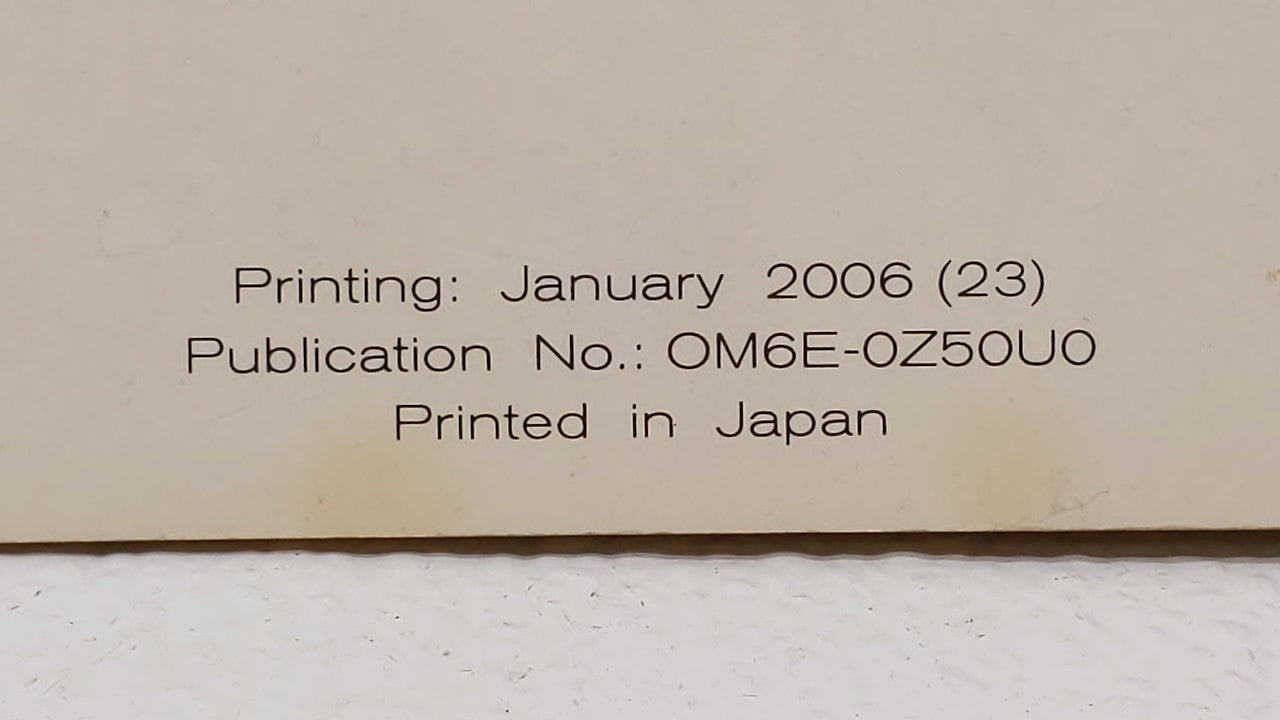 Printing: January 2006 (23)
Publication No.: OM6E-0Z50U0
Printed in Japan